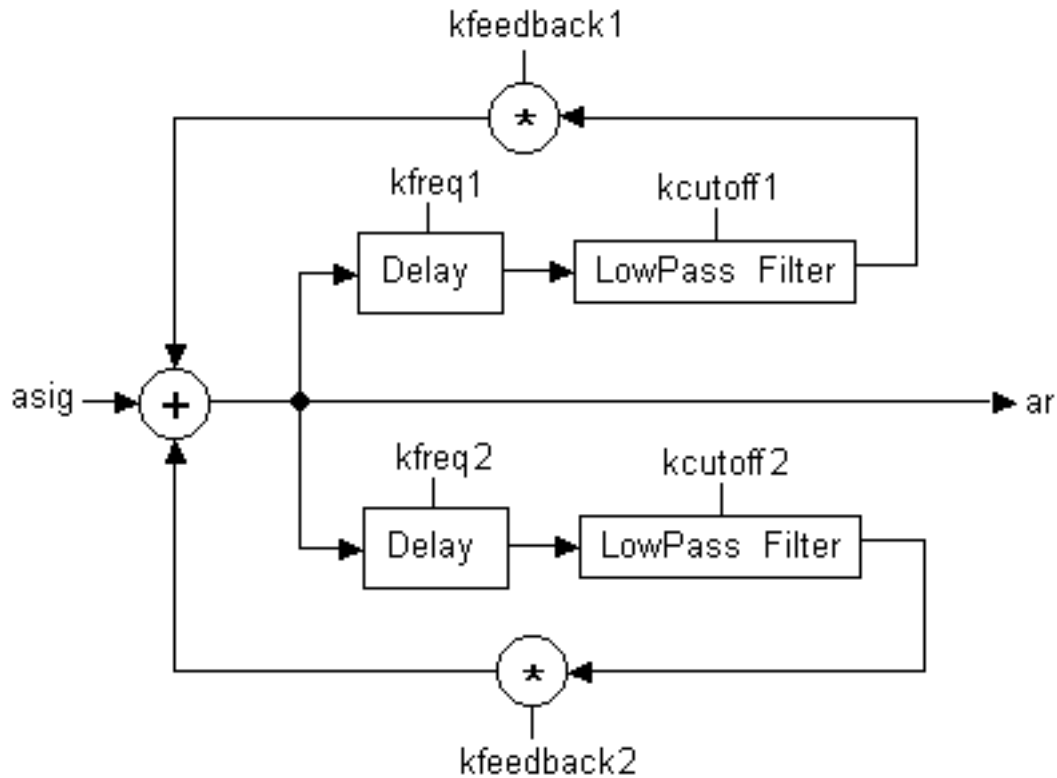 kfeedback1
*
kfreq1
kcutoff1
Delay
LowPass Filter
asig
+
ar
kfreq2
kcutoff2
Delay
LowPass Filter
*
kfeedback2